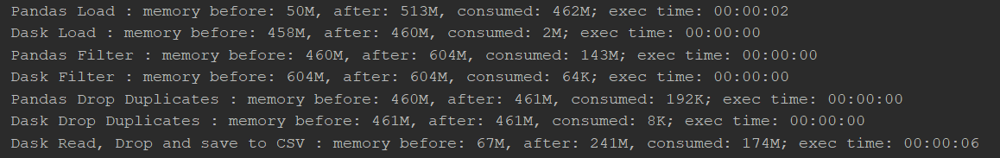 Pandas Load : memory before: 50M, after: 513M, consumed: 462M; exec time: 00:00:02
Dask Load : memory before: 458M, after: 460M, consumed: 2M; exec time: 00:00:00
Pandas Filter : memory before: 460M, after: 604M, consumed: 143M; exec time: 00:00:00
Dask Filter : memory before: 604M, after: 604M, consumed: 64K; exec time: 00:00:00
Pandas Drop Duplicates : memory before: 460M, after: 461M, consumed: 192K; exec time: 00:00:00
Dask Drop Duplicates : memory before: 461M, after: 461M, consumed: 8K; exec time: 00:00:00
Dask Read, Drop and save to CSV : memory before: 67M, after: 241M, consumed: 174M; exec time: 00:00:06